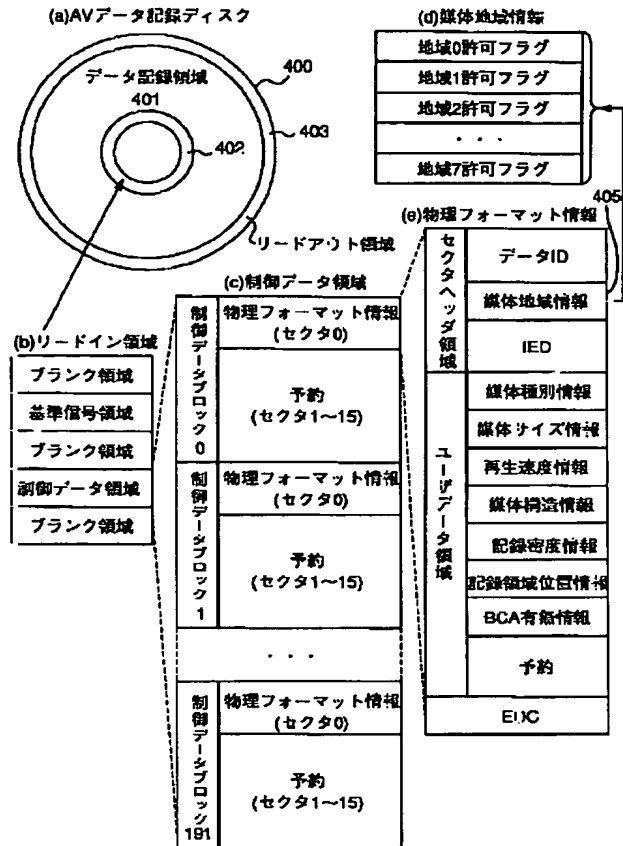 (a)AVデータ記録ディスク
データ記録領域
401
400
402
403
リードアウト領域
(b)リードイン領域
ブランク領域
基準信号領域
ブランク領域
制御データ領域
ブランク領域
(c)制御データ領域
制御データブロック0
物理フォーマット情報
(セクタ0)
予約
(セクタ1～15)
制御データブロック1
物理フォーマット情報
(セクタ0)
予約
(セクタ1～15)
・・・
制御データブロック191
物理フォーマット情報
(セクタ0)
予約
(セクタ1～15)
(d)媒体地域情報
地域0許可フラグ
地域1許可フラグ
地域2許可フラグ
・・・
地域7許可フラグ
405
(e)物理フォーマット情報
セクタヘッダ領域
データID
媒体地域情報
IED
ユーザデータ領域
媒体種別情報
媒体サイズ情報
再生速度情報
媒体構造情報
記録密度情報
記録領域位置情報
BCA有無情報
予約
EDC